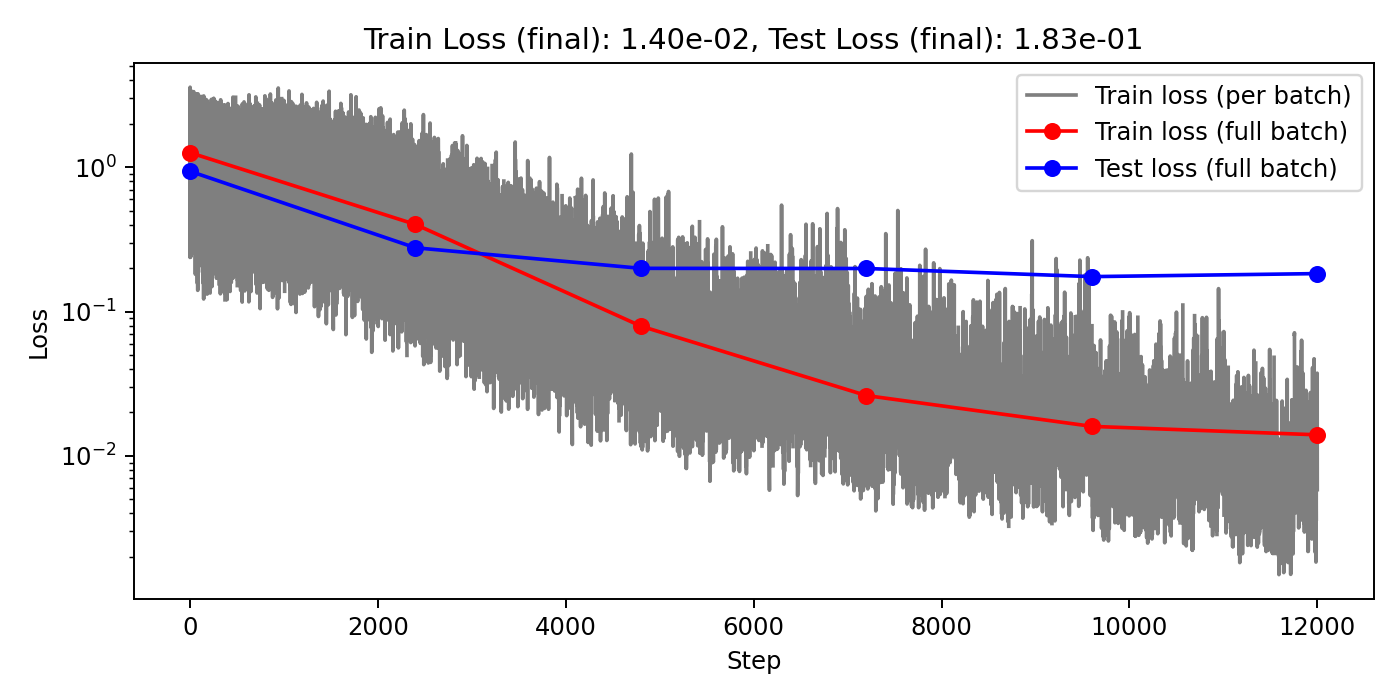 Train Loss (final): 1.40e-02, Test Loss (final): 1.83e-01
Train loss (per batch)
Train loss (full batch)
Test loss (full batch)
Loss
10⁰
10⁻¹
10⁻²
0 2000 4000 6000 8000 10000 12000
Step